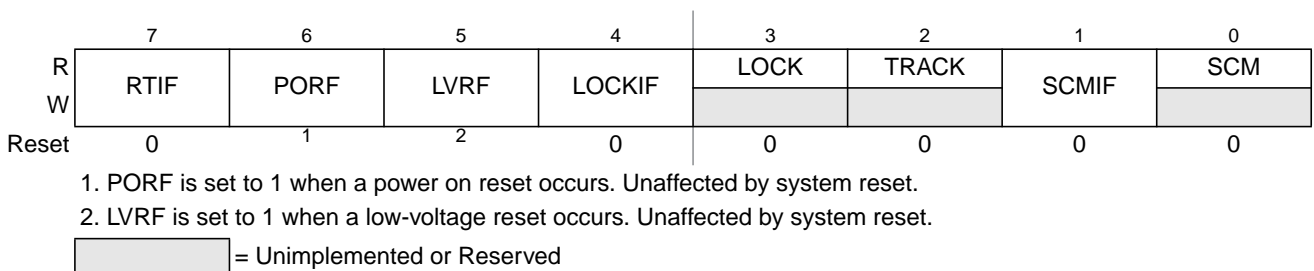 7 6 5 4 3 2 1 0
R RTIF PORF LVRF LOCKIF LOCK TRACK SCMIF SCM
W
Reset 0 1 2 0 0 0 0 0
1. PORF is set to 1 when a power on reset occurs. Unaffected by system reset.
2. LVRF is set to 1 when a low-voltage reset occurs. Unaffected by system reset.
= Unimplemented or Reserved